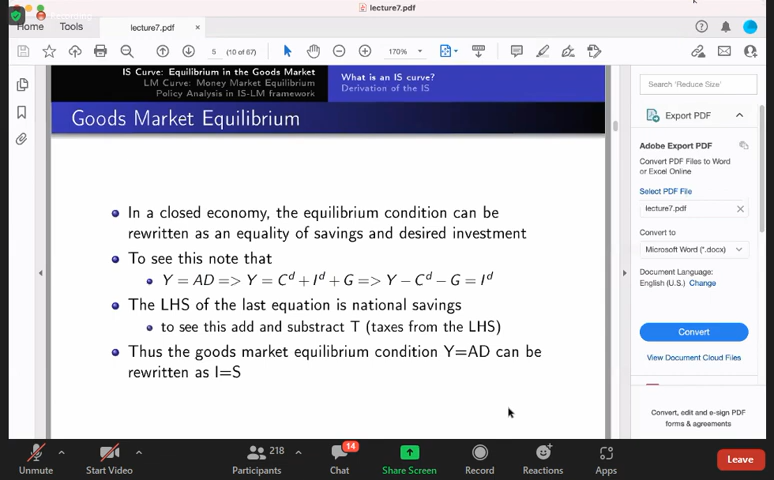 lecture7.pdf
Home Tools lecture7.pdf
5 (10 of 67) 170%
IS Curve: Equilibrium in the Goods Market
LM Curve: Money Market Equilibrium
Policy Analysis in IS-LM framework
What is an IS curve?
Derivation of the IS
Goods Market Equilibrium
In a closed economy, the equilibrium condition can be
rewritten as an equality of savings and desired investment
To see this note that
Y = AD => Y = C^d + I^d + G => Y − C^d − G = I^d
The LHS of the last equation is national savings
to see this add and substract T (taxes from the LHS)
Thus the goods market equilibrium condition Y=AD can be
rewritten as I=S
Search 'Reduce Size'
Export PDF
Adobe Export PDF
Convert PDF Files to Word
or Excel Online
Select PDF File
lecture7.pdf
Convert to
Microsoft Word (*.docx)
Document Language:
English (U.S.) Change
Convert
View Document Cloud Files
Convert, edit and e-sign PDF
forms & agreements
218
14
Unmute Start Video Participants Chat Share Screen Record Reactions Apps Leave